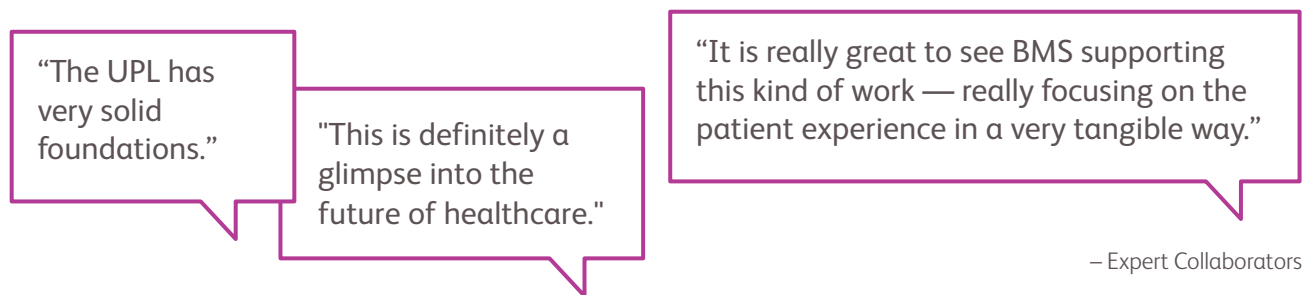 “The UPL has
very solid
foundations.”
"This is definitely a
glimpse into the
future of healthcare."
“It is really great to see BMS supporting
this kind of work — really focusing on the
patient experience in a very tangible way.”
– Expert Collaborators